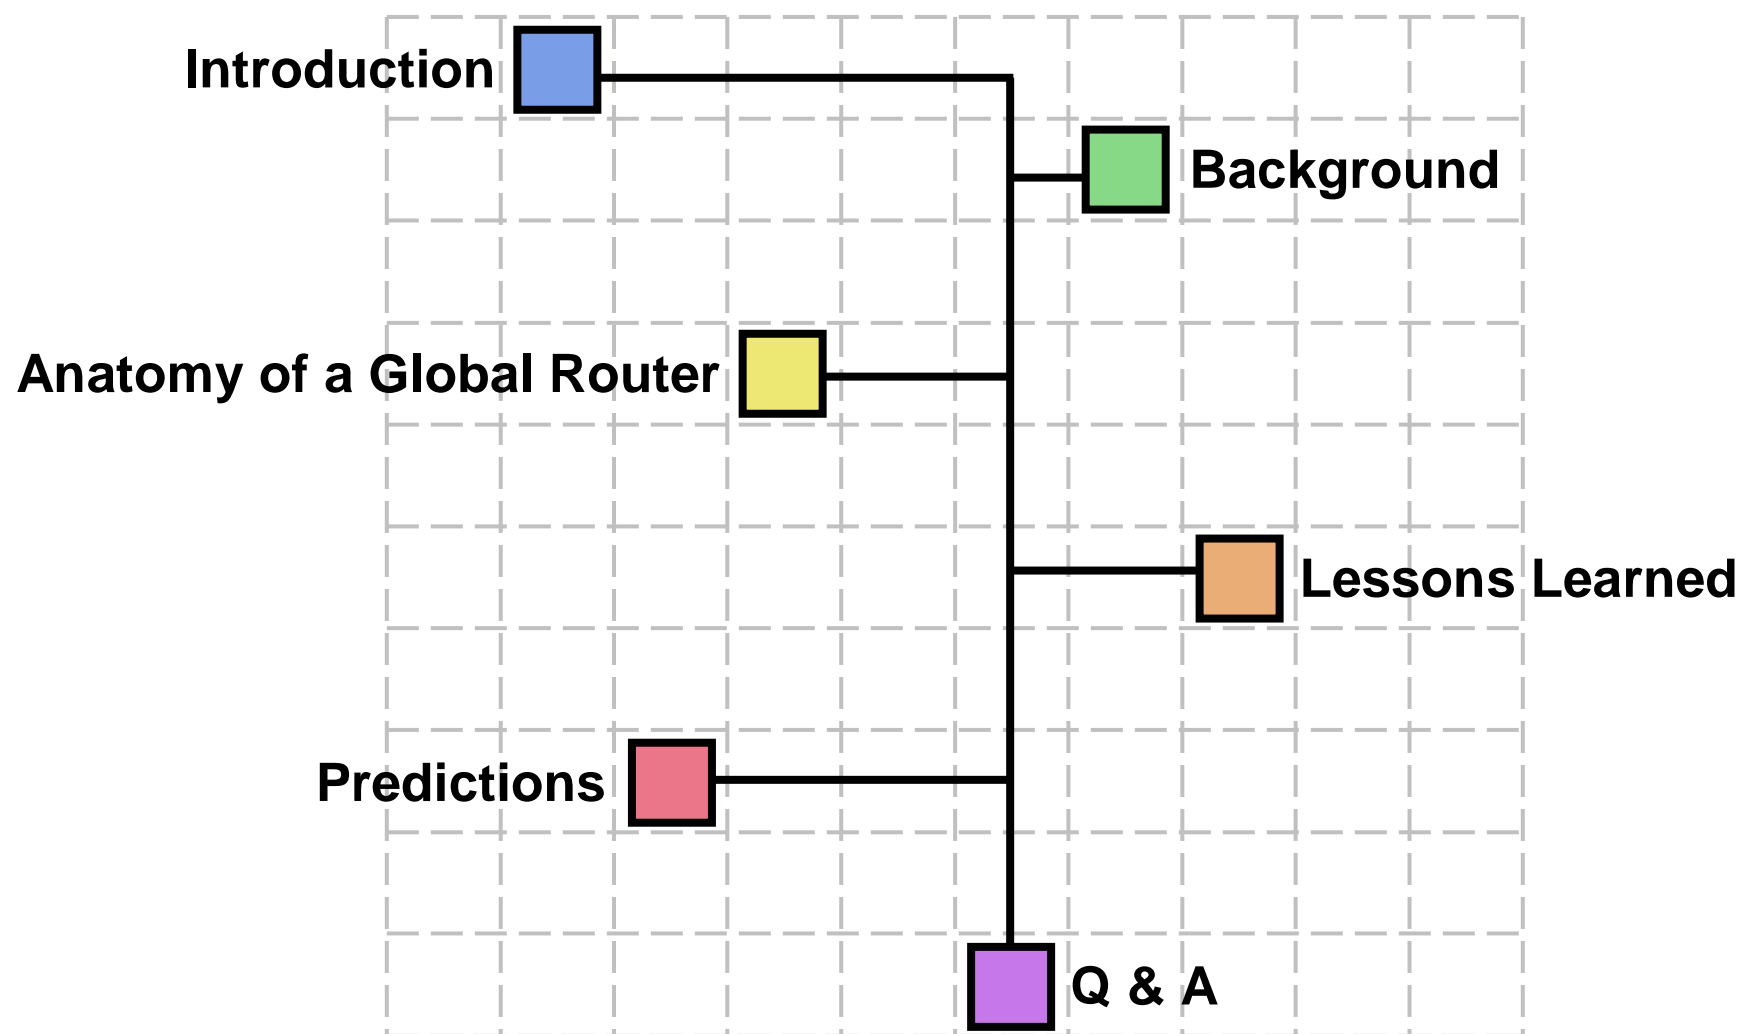 Introduction
Background
Anatomy of a Global Router
Lessons Learned
Predictions
Q & A